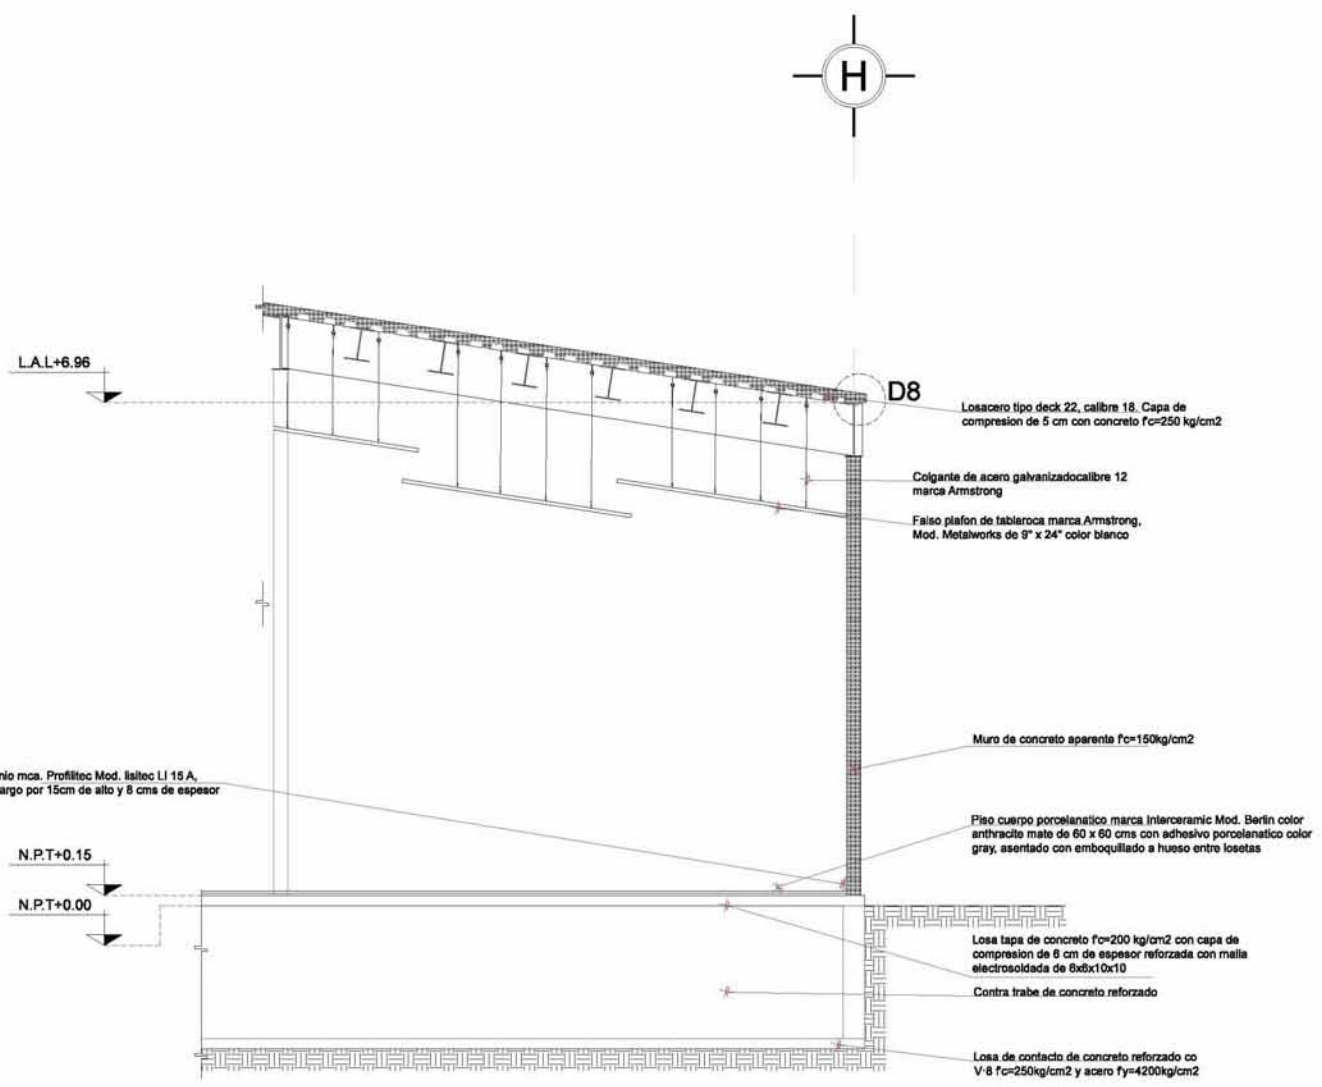 H
L.A.L+6.96
D8
Losacero tipo deck 22, calibre 18. Capa de
compresion de 5 cm con concreto f'c=250 kg/cm2
Colgante de acero galvanizadocalibre 12
marca Armstrong
Falso plafon de tablaroca marca Armstrong,
Mod. Metalworks de 9" x 24" color blanco
Muro de concreto aparente f'c=150kg/cm2
nio mca. Profilitec Mod. lisitec LI 15 A,
argo por 15cm de alto y 8 cms de espesor
Piso cuerpo porcelanatico marca Interceramic Mod. Berlin color
anthracite mate de 60 x 60 cms con adhesivo porcelanatico color
gray, asentado con emboquillado a hueso entre losetas
N.P.T+0.15
N.P.T+0.00
Losa tapa de concreto f'c=200 kg/cm2 con capa de
compresion de 6 cm de espesor reforzada con malla
electrosoldada de 6x6x10x10
Contra trabe de concreto reforzado
Losa de contacto de concreto reforzado co
V-8 f'c=250kg/cm2 y acero f'y=4200kg/cm2